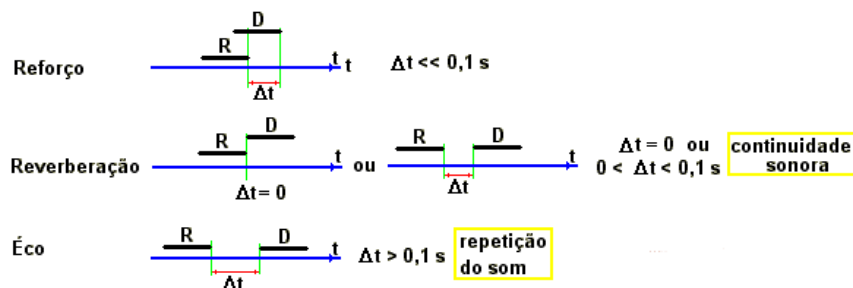 D
R
t t
Reforço
Δt << 0,1 s
Δt
D
R
t
Reverberação
ou
Δt = 0
R
D
t
Δt
Δt = 0 ou
0 < Δt < 0,1 s
continuidade
sonora
Éco
R
D
t
Δt
Δt > 0,1 s
repetição
do som